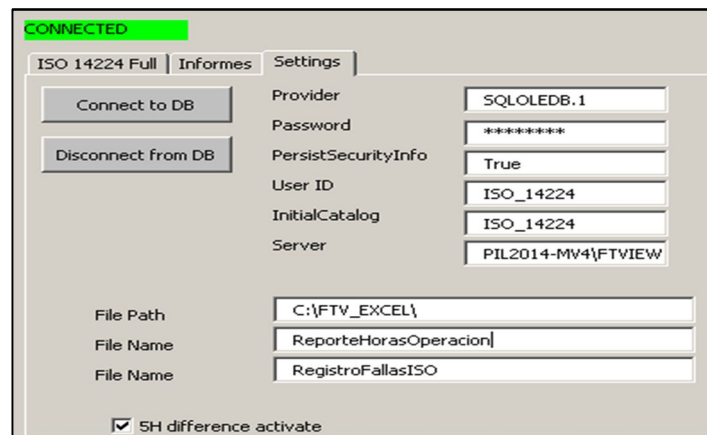 CONNECTED
ISO 14224 Full Informes Settings
Connect to DB
Disconnect from DB
Provider SQLOLEDB.1
Password ********
PersistSecurityInfo True
User ID ISO_14224
InitialCatalog ISO_14224
Server PIL2014-MV4\FTVIEW
File Path C:\FTV_EXCEL\
File Name ReporteHorasOperacion
File Name RegistroFallasISO
5H difference activate